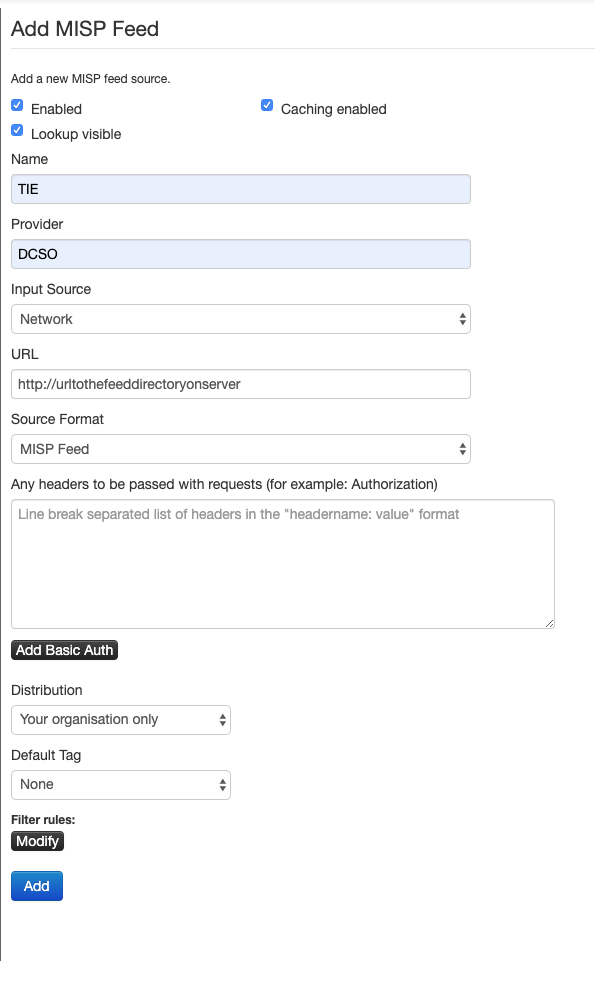 Add MISP Feed
Add a new MISP feed source.
Enabled Caching enabled
Lookup visible
Name
TIE
Provider
DCSO
Input Source
Network
URL
http://urltothefeeddirectoryonserver
Source Format
MISP Feed
Any headers to be passed with requests (for example: Authorization)
Line break separated list of headers in the "headername: value" format
Add Basic Auth
Distribution
Your organisation only
Default Tag
None
Filter rules:
Modify
Add